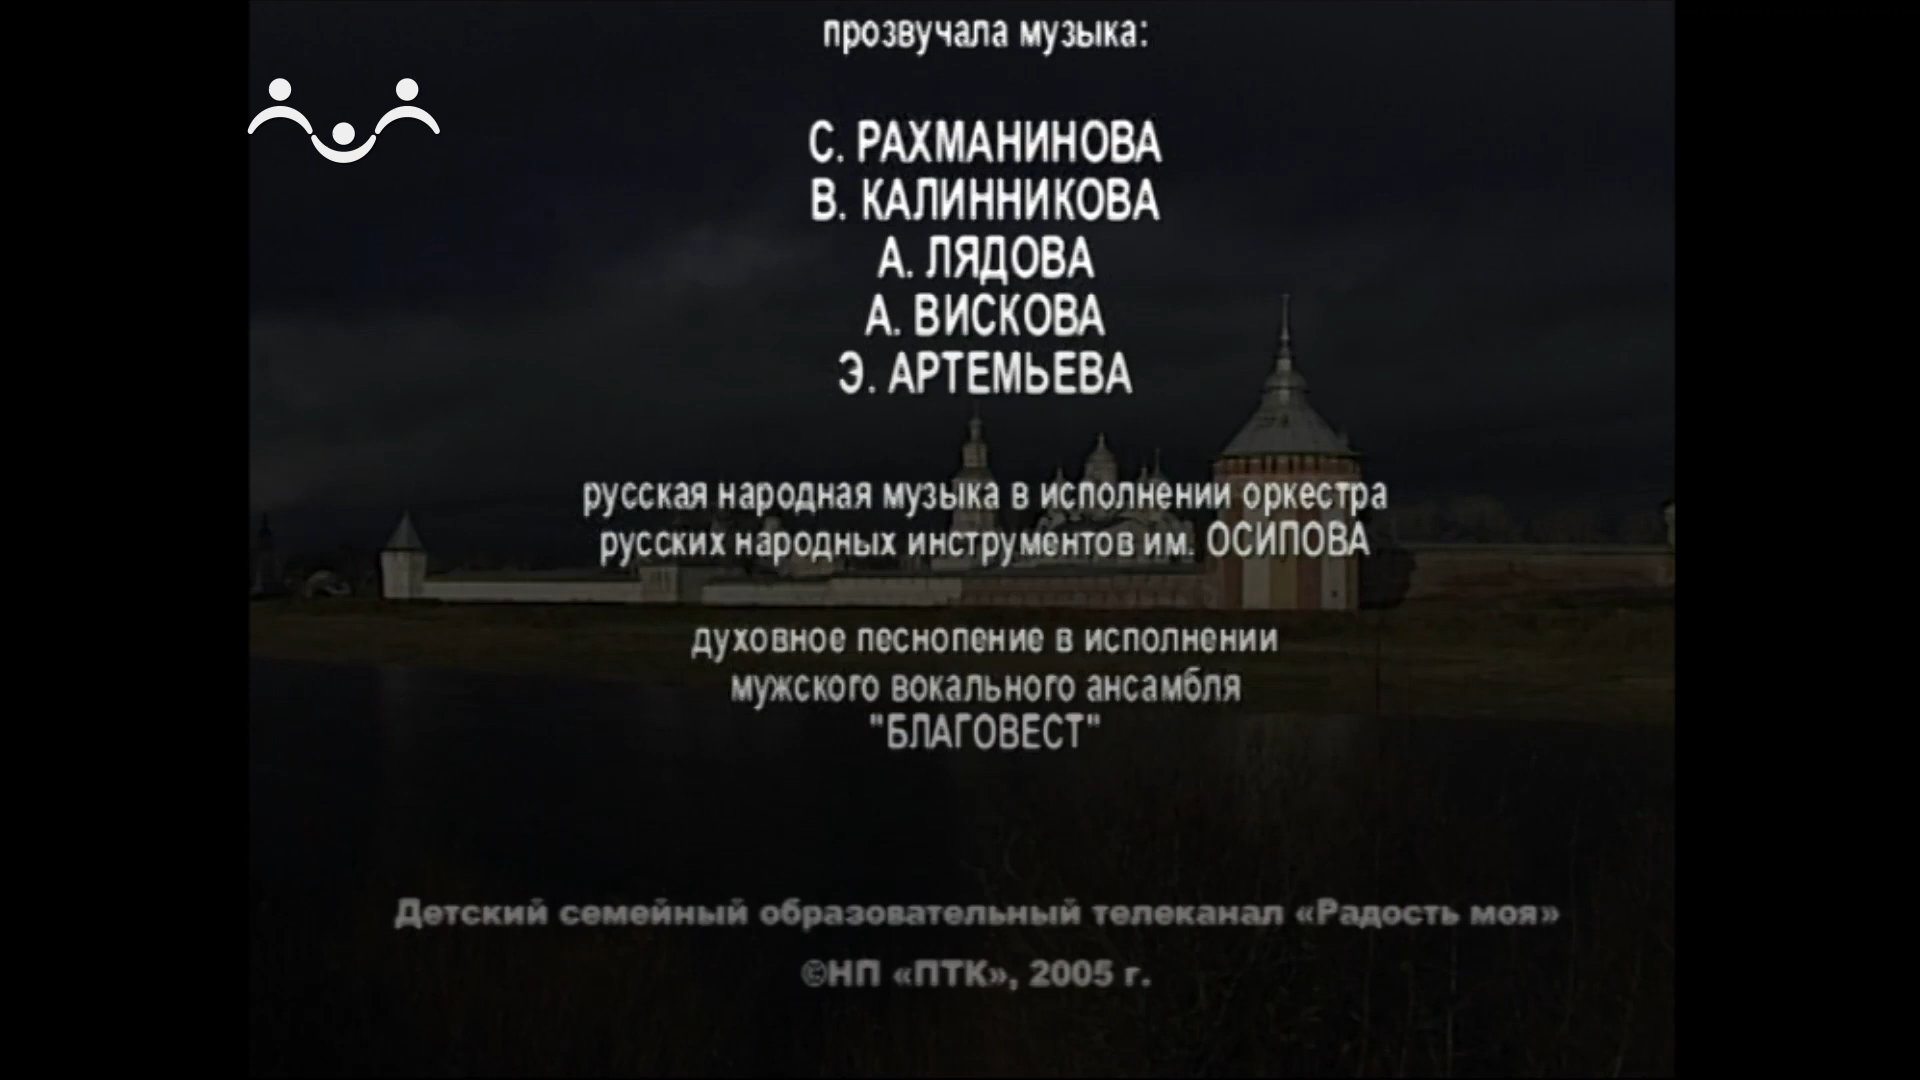 прозвучала музыка:
С. РАХМАНИНОВА
В. КАЛИННИКОВА
А. ЛЯДОВА
А. ВИСКОВА
Э. АРТЕМЬЕВА
русская народная музыка в исполнении оркестра
русских народных инструментов им. ОСИПОВА
духовное песнопение в исполнении
мужского вокального ансамбля
"БЛАГОВЕСТ"
Детский семейный образовательный телеканал «Радость моя»
©НП «ПТК», 2005 г.